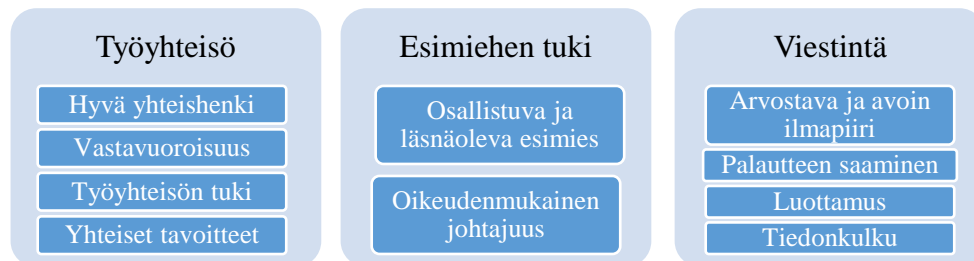 Työyhteisö
Hyvä yhteishenki
Vastavuoroisuus
Työyhteisön tuki
Yhteiset tavoitteet
Esimiehen tuki
Osallistuva ja
läsnäoleva esimies
Oikeudenmukainen
johtajuus
Viestintä
Arvostava ja avoin
ilmapiiri
Palautteen saaminen
Luottamus
Tiedonkulku